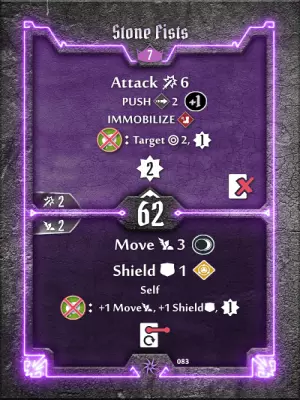 Stone Fists
7
Attack 6
PUSH 2 +1
IMMOBILIZE
: Target 2, 1
2
2
62
2
Move 3
Shield 1
Self
: +1 Move, +1 Shield, 1
083